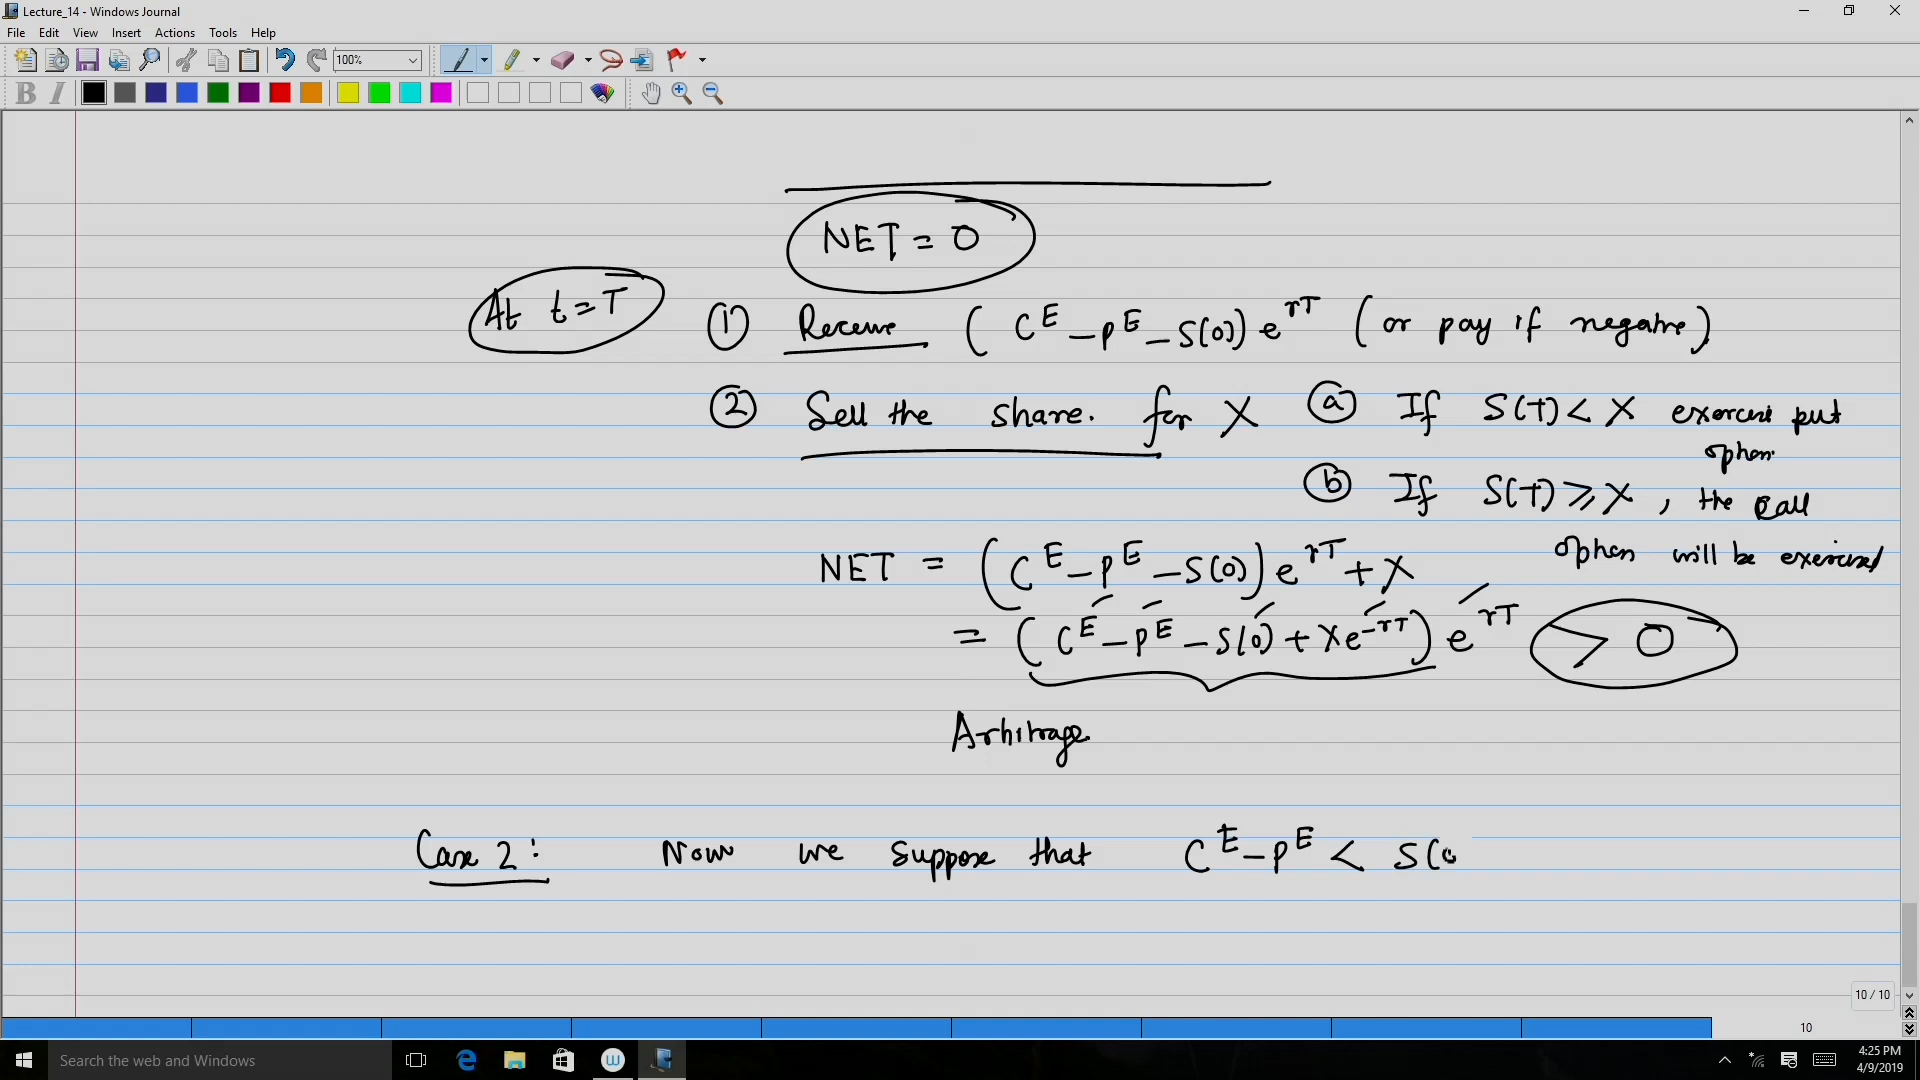 Lecture_14 - Windows Journal
File Edit View Insert Actions Tools Help
100%
B I
NET = 0
At t = T
① Receive ( C^E - P^E - S(0) ) e^{rT} ( or pay if negative )
② Sell the share. for X
ⓐ If S(T) < X exercise put
option
ⓑ If S(T) ⩾ X , the call
option will be exercised
NET = ( C^E - P^E - S(0) ) e^{rT} + X
= ( C^E - P^E - S(0) + X e^{-rT} ) e^{rT} > 0
Arbitrage
Case 2 : Now we suppose that C^E - P^E < S(0
10 / 10
10
Search the web and Windows
4:25 PM
4/9/2019